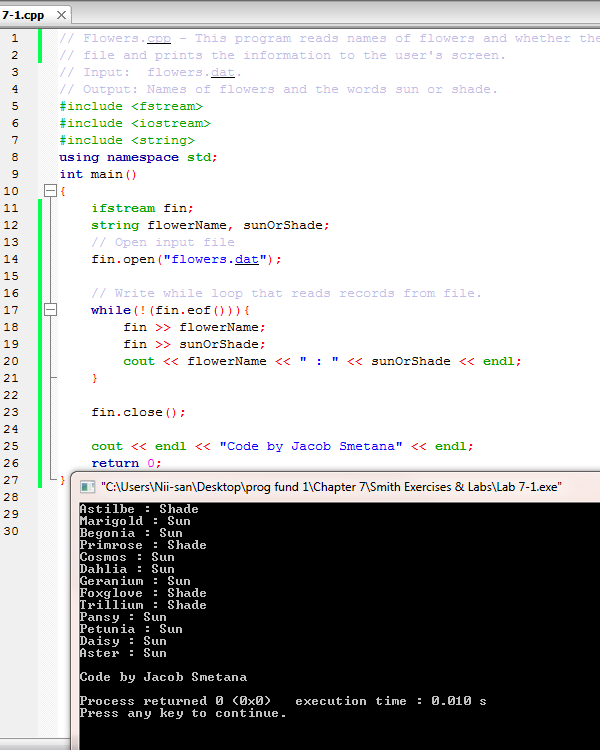 7-1.cpp X
1 // Flowers.cpp - This program reads names of flowers and whether the
2 // file and prints the information to the user's screen.
3 // Input:  flowers.dat.
4 // Output: Names of flowers and the words sun or shade.
5 #include <fstream>
6 #include <iostream>
7 #include <string>
8 using namespace std;
9 int main()
10 {
11 ifstream fin;
12 string flowerName, sunOrShade;
13 // Open input file
14 fin.open("flowers.dat");
15
16 // Write while loop that reads records from file.
17 while(!(fin.eof())){
18 fin >> flowerName;
19 fin >> sunOrShade;
20 cout << flowerName << " : " << sunOrShade << endl;
21 }
22
23 fin.close();
24
25 cout << endl << "Code by Jacob Smetana" << endl;
26 return 0;
27 }
28
29
30
"C:\Users\Nii-san\Desktop\prog fund 1\Chapter 7\Smith Exercises & Labs\Lab 7-1.exe"
Astilbe : Shade
Marigold : Sun
Begonia : Sun
Primrose : Shade
Cosmos : Sun
Dahlia : Sun
Geranium : Sun
Foxglove : Shade
Trillium : Shade
Pansy : Sun
Petunia : Sun
Daisy : Sun
Aster : Sun
Code by Jacob Smetana
Process returned 0 (0x0)   execution time : 0.010 s
Press any key to continue.